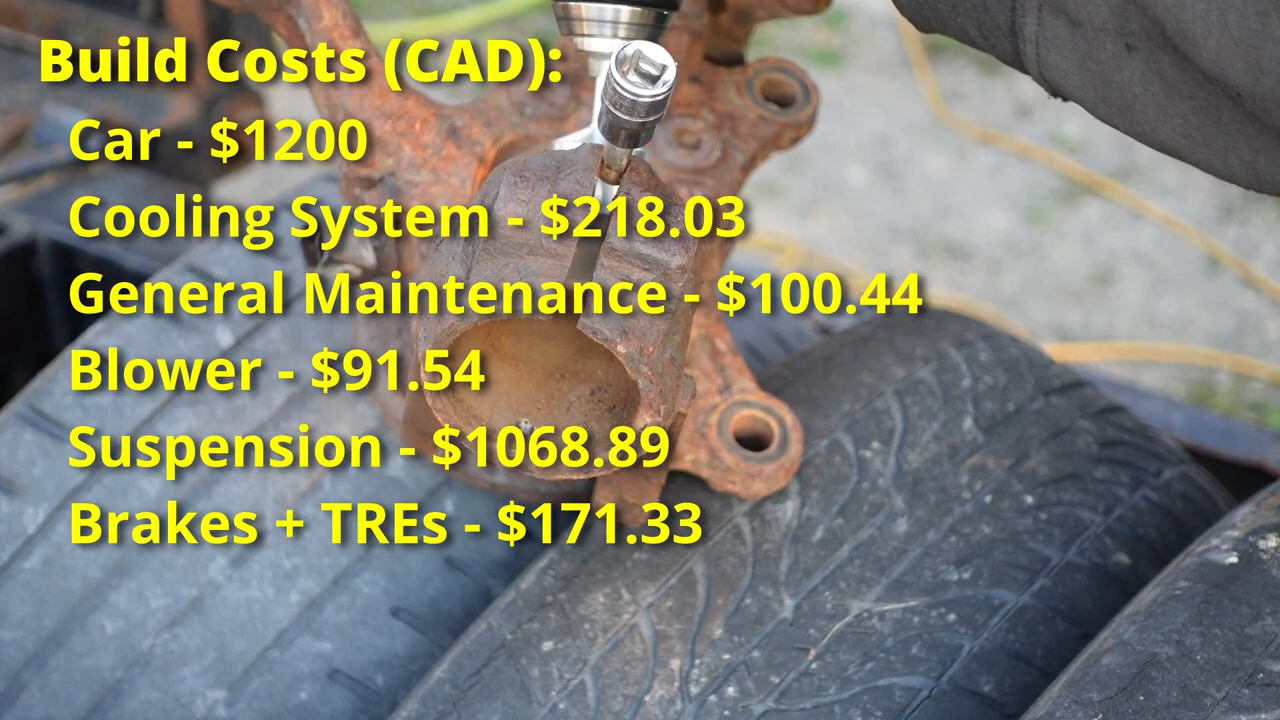 Build Costs (CAD):
Car - $1200
Cooling System - $218.03
General Maintenance - $100.44
Blower - $91.54
Suspension - $1068.89
Brakes + TREs - $171.33